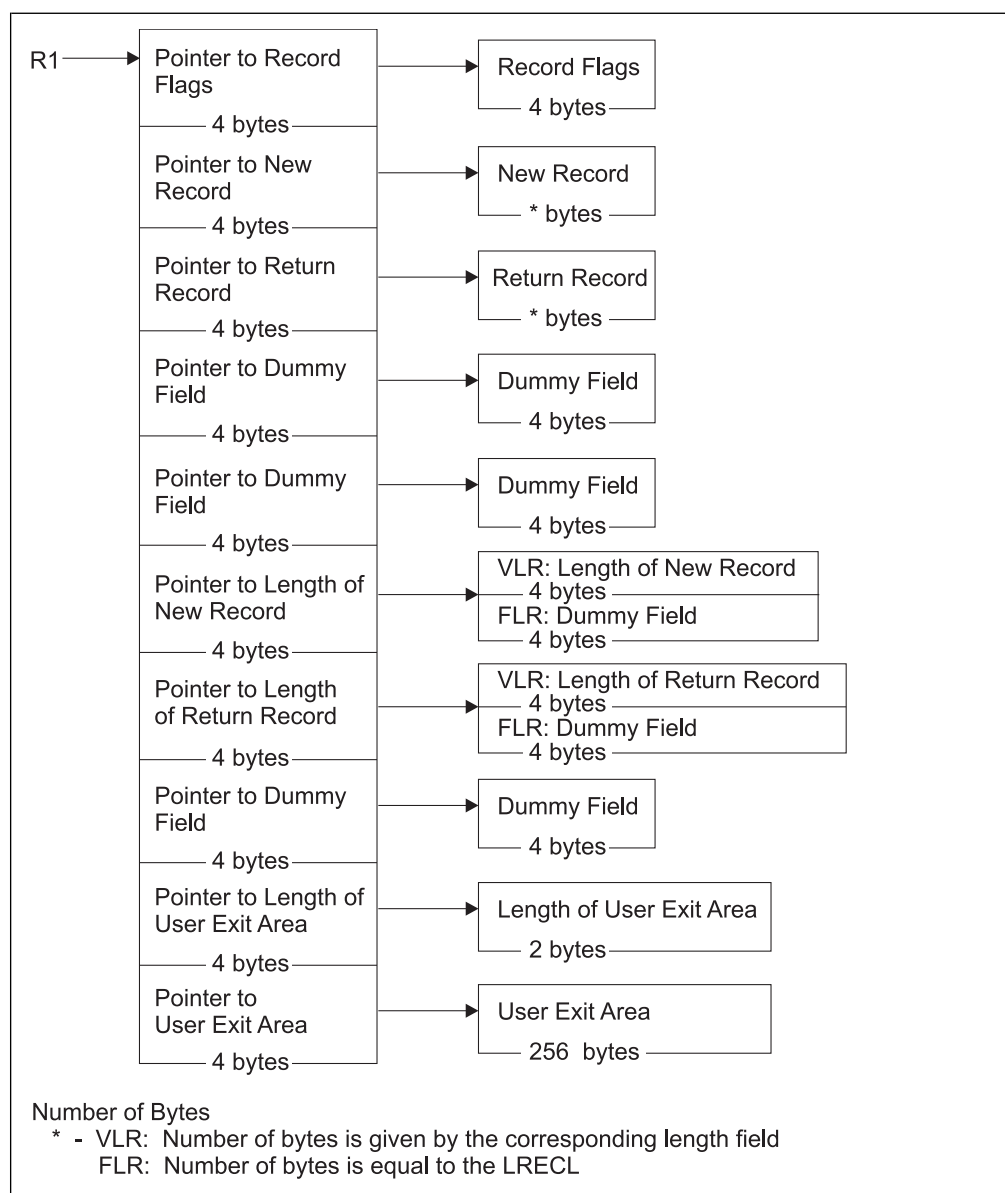 R1
Pointer to Record
Flags
4 bytes
Record Flags
4 bytes
Pointer to New
Record
4 bytes
New Record
* bytes
Pointer to Return
Record
4 bytes
Return Record
* bytes
Pointer to Dummy
Field
4 bytes
Dummy Field
4 bytes
Pointer to Dummy
Field
4 bytes
Dummy Field
4 bytes
Pointer to Length of
New Record
4 bytes
VLR: Length of New Record
4 bytes
FLR: Dummy Field
4 bytes
Pointer to Length
of Return Record
4 bytes
VLR: Length of Return Record
4 bytes
FLR: Dummy Field
4 bytes
Pointer to Dummy
Field
4 bytes
Dummy Field
4 bytes
Pointer to Length of
User Exit Area
4 bytes
Length of User Exit Area
2 bytes
Pointer to
User Exit Area
4 bytes
User Exit Area
256 bytes
Number of Bytes
* - VLR: Number of bytes is given by the corresponding length field
FLR: Number of bytes is equal to the LRECL